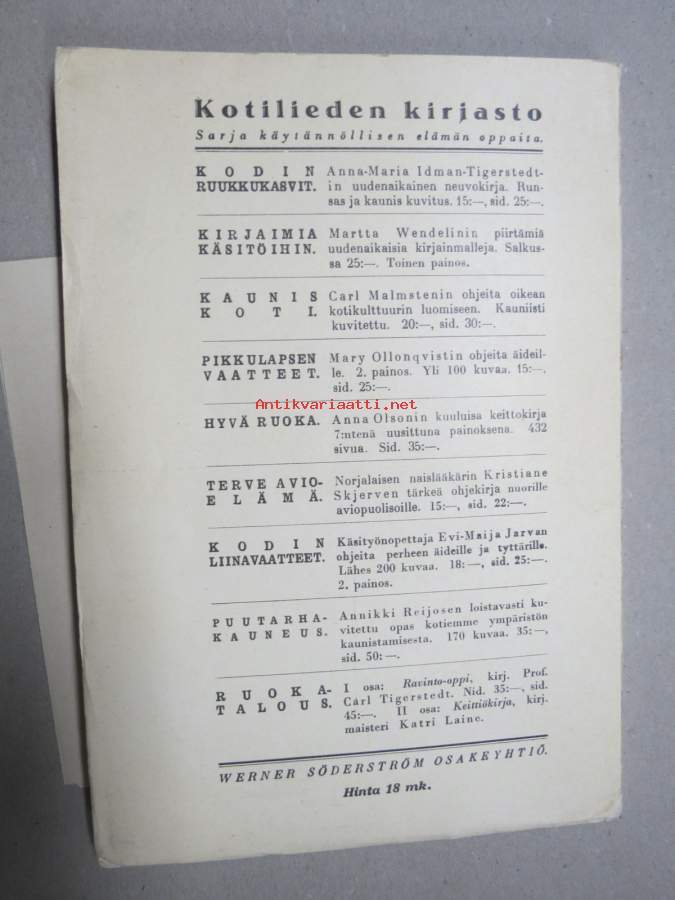 Kotilieden kirjasto
Sarja käytännöllisen elämän oppaita.
KODIN Anna-Maria Idman-Tigerstedt-
RUUKKUKASVIT. in uudenaikainen neuvokirja. Run-
sas ja kaunis kuvitus. 15:—, sid. 25:—.
KIRJAIMIA Martta Wendelinin piirtämiä
KÄSITÖIHIN. uudenaikaisia kirjainmalleja. Salkus-
sa 25:—. Toinen painos.
KAUNIS Carl Malmstenin ohjeita oikean
KOTI. kotikulttuurin luomiseen. Kauniisti
kuvitettu. 20:—, sid. 30:—.
PIKKULAPSEN Mary Ollonqvistin ohjeita äideil-
VAATTEET. le. 2. painos. Yli 100 kuvaa. 15:—,
sid. 25:—.
Antikvariaatti.net
HYVÄ RUOKA. Anna Olsonin kuuluisa keittokirja
7:mtenä uusittuna painoksena. 432
sivua. Sid. 35:—.
TERVE AVIO- Norjalaisen naislääkärin Kristiane
ELÄMÄ. Skjerven tärkeä ohjekirja nuorille
aviopuolisoille. 15:—, sid. 22:—.
KODIN Käsityönopettaja Evi-Maija Jarvan
LIINAVAATTEET. ohjeita perheen äideille ja tyttärille.
Lähes 200 kuvaa. 18:—, sid. 25:—.
2. painos.
PUUTARHA- Annikki Reijosen loistavasti ku-
KAUNEUS. vitettu opas kotiemme ympäristön
kaunistamisesta. 170 kuvaa. 35:—,
sid. 50:—.
RUOKA- I osa: Ravinto-oppi, kirj. Prof.
TALOUS. Carl Tigerstedt. Nid. 35:—, sid.
45:—. II osa: Keittiökirja, kirj.
maisteri Katri Laine.
WERNER SÖDERSTRÖM OSAKEYHTIÖ.
Hinta 18 mk.